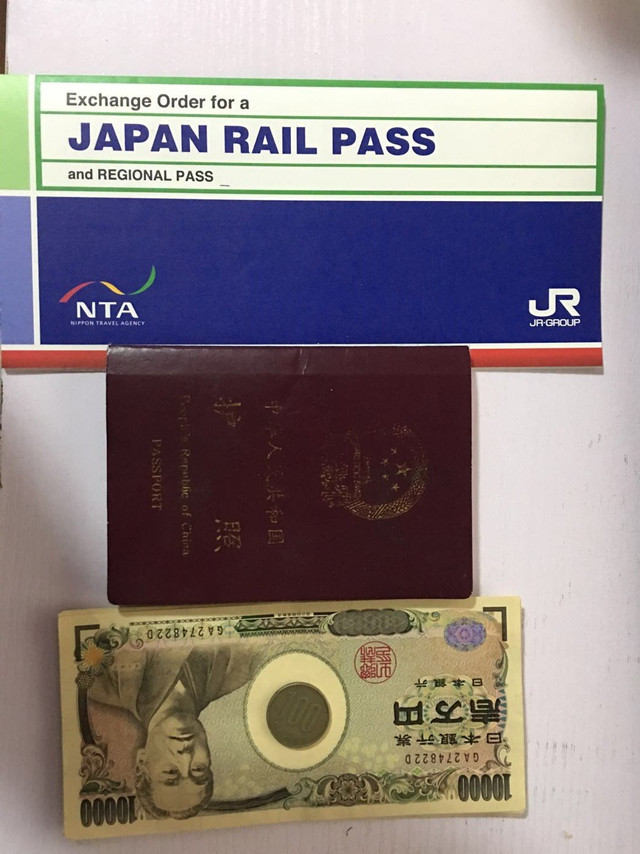 Exchange Order for a
JAPAN RAIL PASS
and REGIONAL PASS
NTA
NIPPON TRAVEL AGENCY
JR
JR-GROUP
中华人民共和国
护照
People's Republic of China
PASSPORT
10000
GA274822D
日本銀行券
壱万円
日本銀行
GA274822D
10000
100